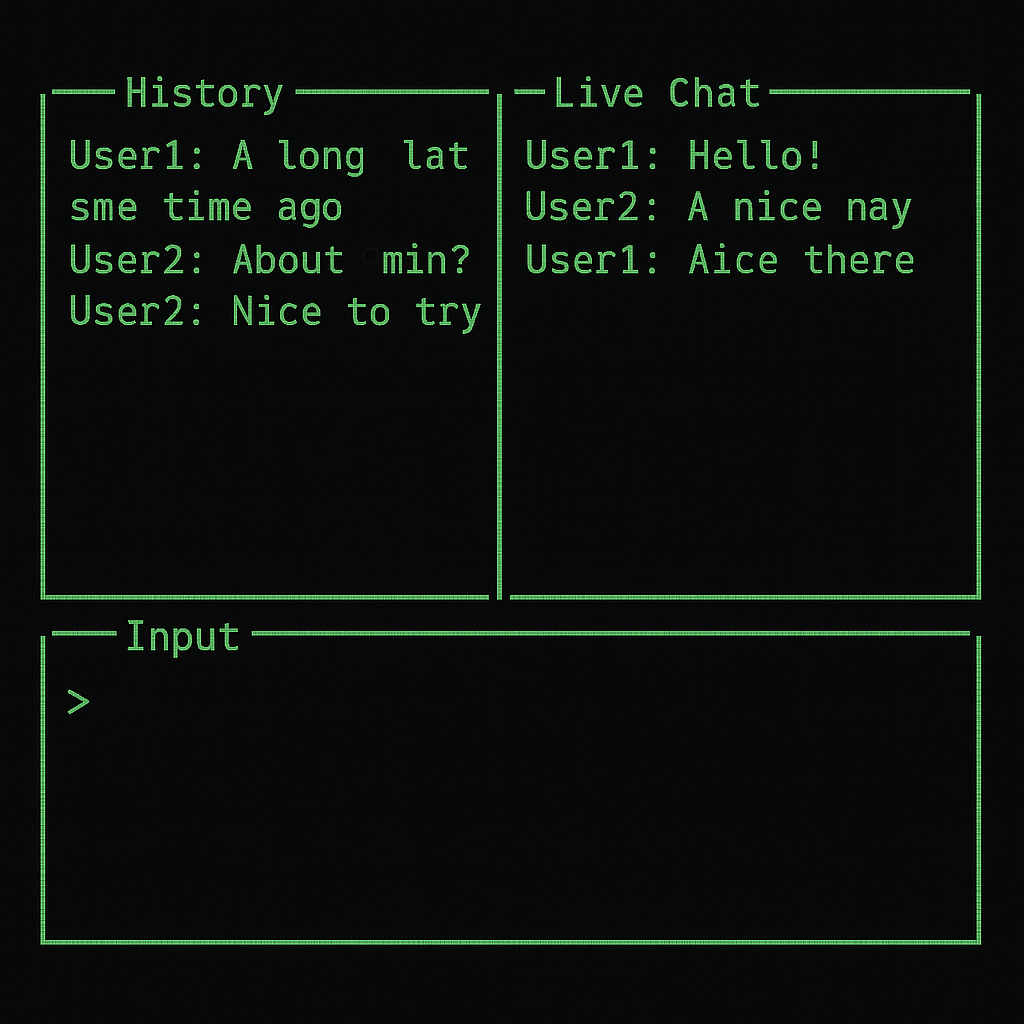 History
User1: A long lat
sme time ago
User2: About min?
User2: Nice to try
Live Chat
User1: Hello!
User2: A nice nay
User1: Aice there
Input
>